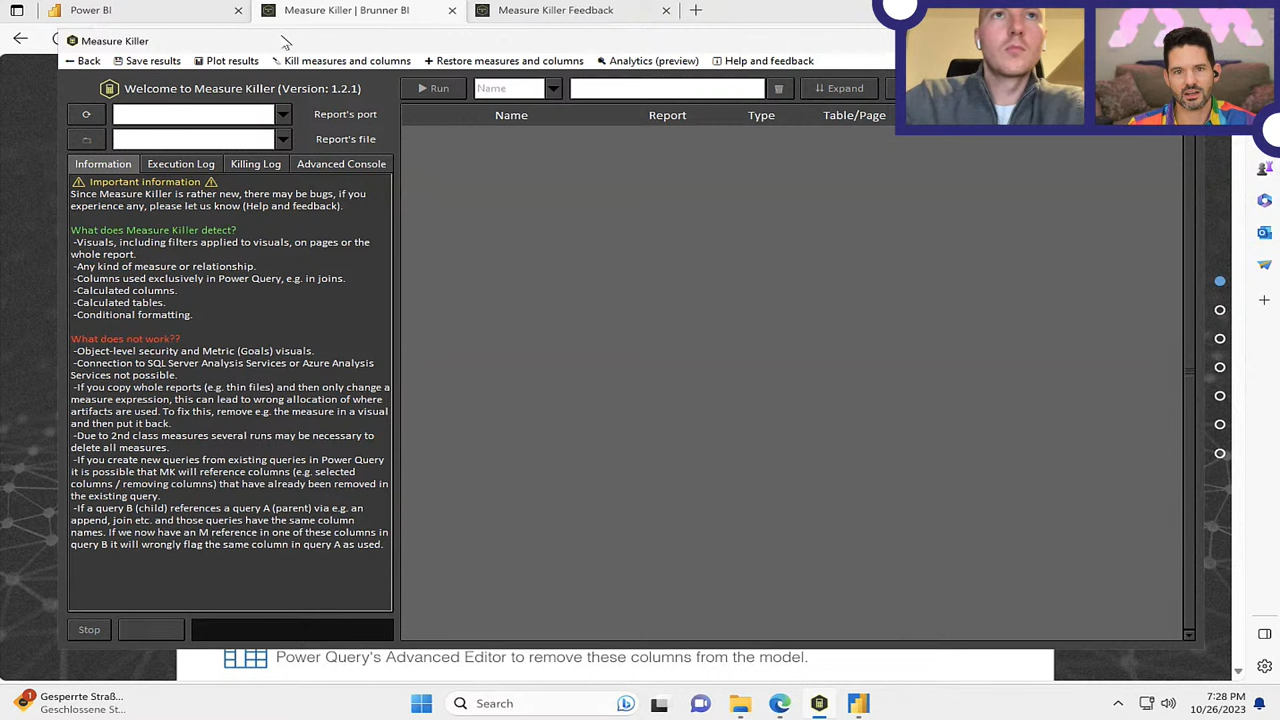 Power BI
Measure Killer | Brunner BI
Measure Killer Feedback
Measure Killer
Back
Save results
Plot results
Restore measures and columns
Analytics (preview)
Help and feedback
Welcome to Measure Killer (Version: 1.2.1)
Run
Name
Expand
Report's port
Report's file
Report
Type
Table/Page
Information
Execution Log
Killing Log
Advanced Console
Important information
Since Measure Killer is rather new, there may be bugs, if you
experience any, please let us know (Help and feedback).
What does Measure Killer detect?
-Visuals, including filters applied to visuals, on pages or the
whole report.
-Any kind of measure or relationship.
-Columns used exclusively in Power Query, e.g. in joins.
-Calculated columns.
-Calculated tables.
-Conditional formatting.
What does not work??
-Object-level security and Metric (Goals) visuals.
-Connection to SQL Server Analysis Services or Azure Analysis
Services not possible.
-If you copy whole reports (e.g. thin files) and then only change a
measure expression, this can lead to wrong allocation of where
artifacts are used. To fix this, remove e.g. the measure in a visual
and then put it back.
-Due to 2nd class measures several runs may be necessary to
delete all measures.
-If you create new queries from existing queries in Power Query
it is possible that MK will reference columns (e.g. selected
columns / removing columns) that have already been removed in
the existing query.
-If a query B (child) references a query A (parent) via e.g. an
append, join etc. and those queries have the same column
names. If we now have an M reference in one of these columns in
query B it will wrongly flag the same column in query A as used.
Stop
Power Query's Advanced Editor to remove these columns from the model.
1
Gesperrte Straß...
Geschlossene St...
Search
7:28 PM
10/26/2023